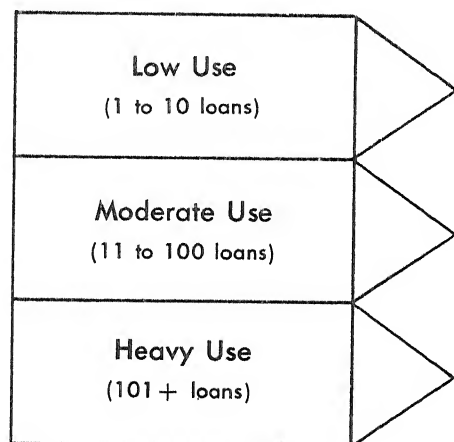 Low Use
(1 to 10 loans)
Moderate Use
(11 to 100 loans)
Heavy Use
(101 + loans)